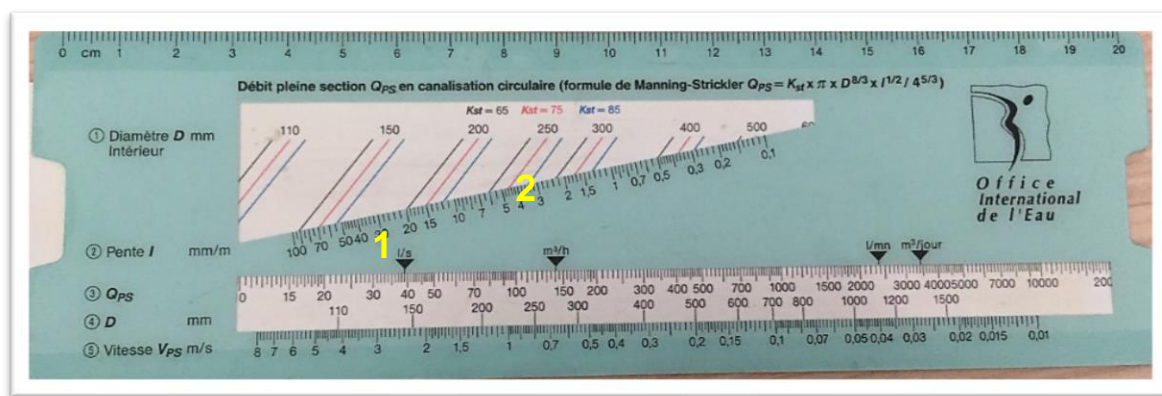 0 cm 1 2 3 4 5 6 7 8 9 10 11 12 13 14 15 16 17 18 19 20
Débit pleine section QPS en canalisation circulaire (formule de Manning-Strickler QPS = Kst x π x D8/3 x I1/2 / 45/3)
Kst = 65 Kst = 75 Kst = 85
① Diamètre D mm
Intérieur
110 150 200 250 300 400 500
Office
International
de l'Eau
② Pente I mm/m
100 70 50 40 20 15 10 7 5 4 3 2 1,5 1 0,7 0,5 0,3 0,2 0,1
1
2
l/s m³/h l/mn m³/jour
③ QPS
10 15 20 30 40 50 70 100 150 200 300 400 500 700 1000 1500 2000 3000 4000 5000 7000 10000 200
④ D mm
110 150 200 250 300 400 500 600 700 800 1000 1200 1500
⑤ Vitesse VPS m/s
8 7 6 5 4 3 2 1,5 1 0,7 0,5 0,4 0,3 0,2 0,15 0,1 0,07 0,05 0,04 0,03 0,02 0,015 0,01